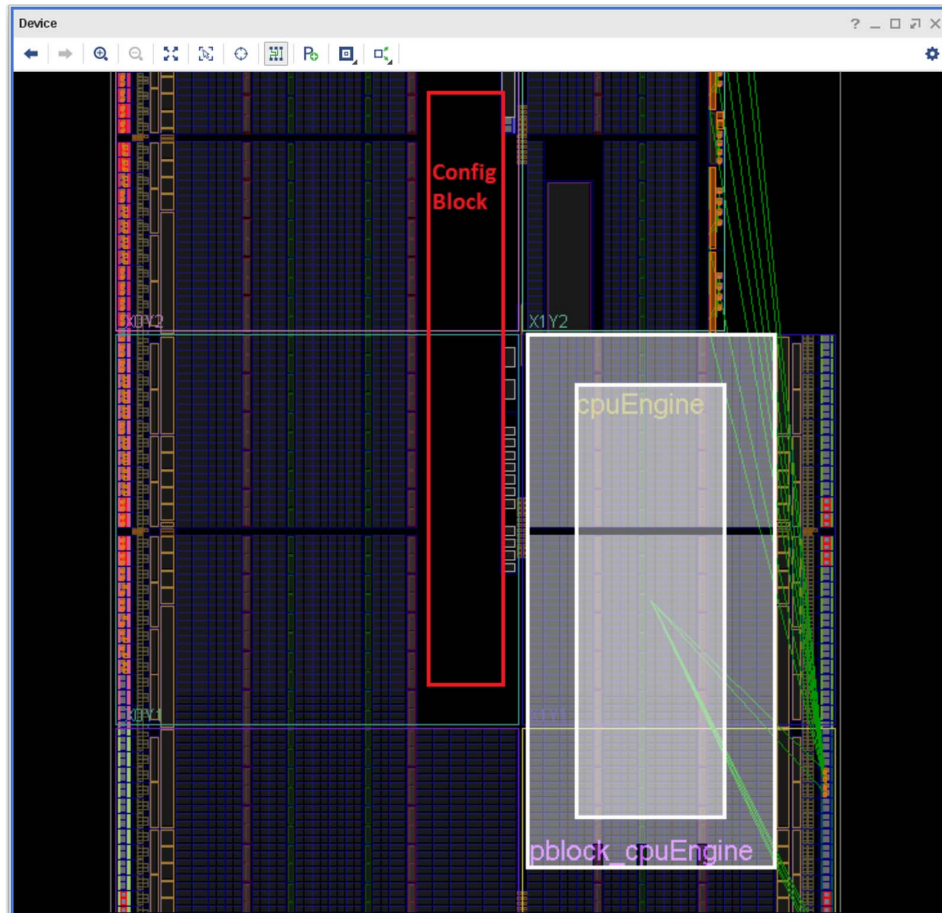 Device
Config
Block
X0Y2
X1Y2
cpuEngine
X0Y1
pblock_cpuEngine